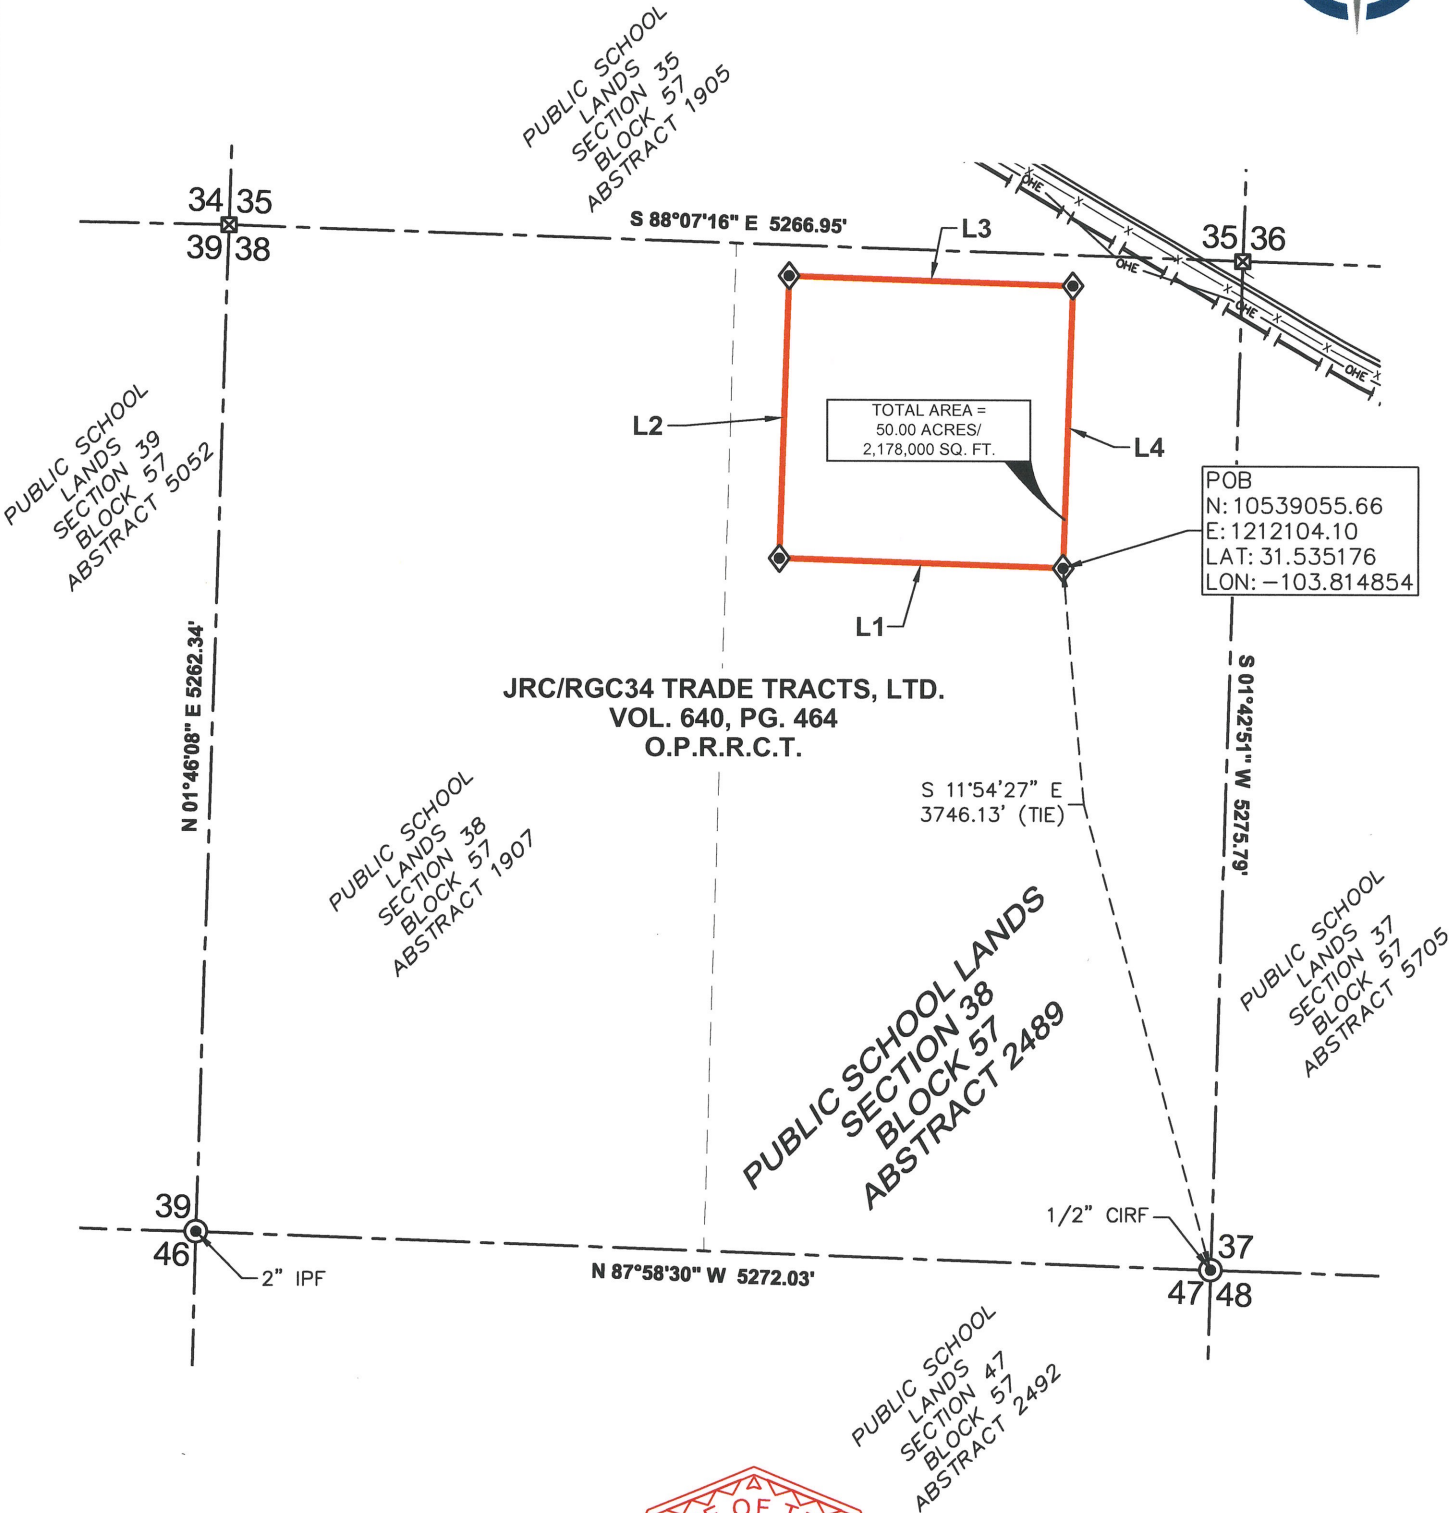 PUBLIC SCHOOL
LANDS
SECTION 35
BLOCK 57
ABSTRACT 1905
34 35
39 38
S 88°07'16" E 5266.95'
L3
35 36
OHE
OHE
OHE
OHE
L2
TOTAL AREA =
50.00 ACRES/
2,178,000 SQ. FT.
L4
PUBLIC SCHOOL
LANDS
SECTION 39
BLOCK 57
ABSTRACT 5052
POB
N: 10539055.66
E: 1212104.10
LAT: 31.535176
LON: −103.814854
L1
N 01°46'08" E 5262.34'
S 01°42'51" W 5275.79'
JRC/RGC34 TRADE TRACTS, LTD.
VOL. 640, PG. 464
O.P.R.R.C.T.
S 11°54'27" E
3746.13' (TIE)
PUBLIC SCHOOL
LANDS
SECTION 38
BLOCK 57
ABSTRACT 1907
PUBLIC SCHOOL LANDS
SECTION 38
BLOCK 57
ABSTRACT 2489
PUBLIC SCHOOL
LANDS
SECTION 37
BLOCK 57
ABSTRACT 5705
39
46
2" IPF
1/2" CIRF
37
47 48
N 87°58'30" W 5272.03'
PUBLIC SCHOOL
LANDS
SECTION 47
BLOCK 57
ABSTRACT 2492
OF